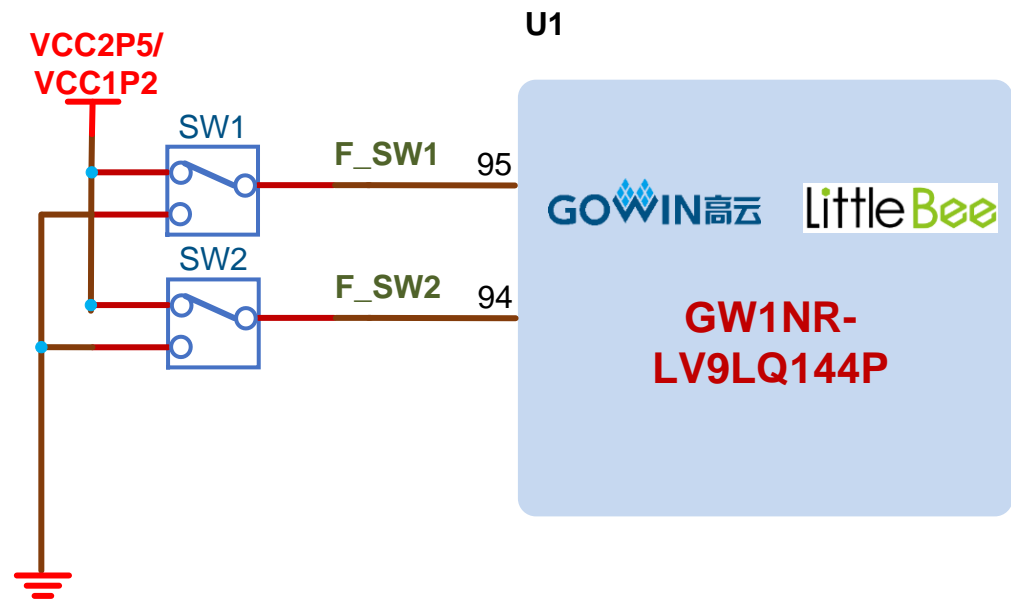 U1
VCC2P5/
VCC1P2
SW1
F_SW1
95
GOWIN高云
LittleBee
SW2
F_SW2
94
GW1NR-
LV9LQ144P